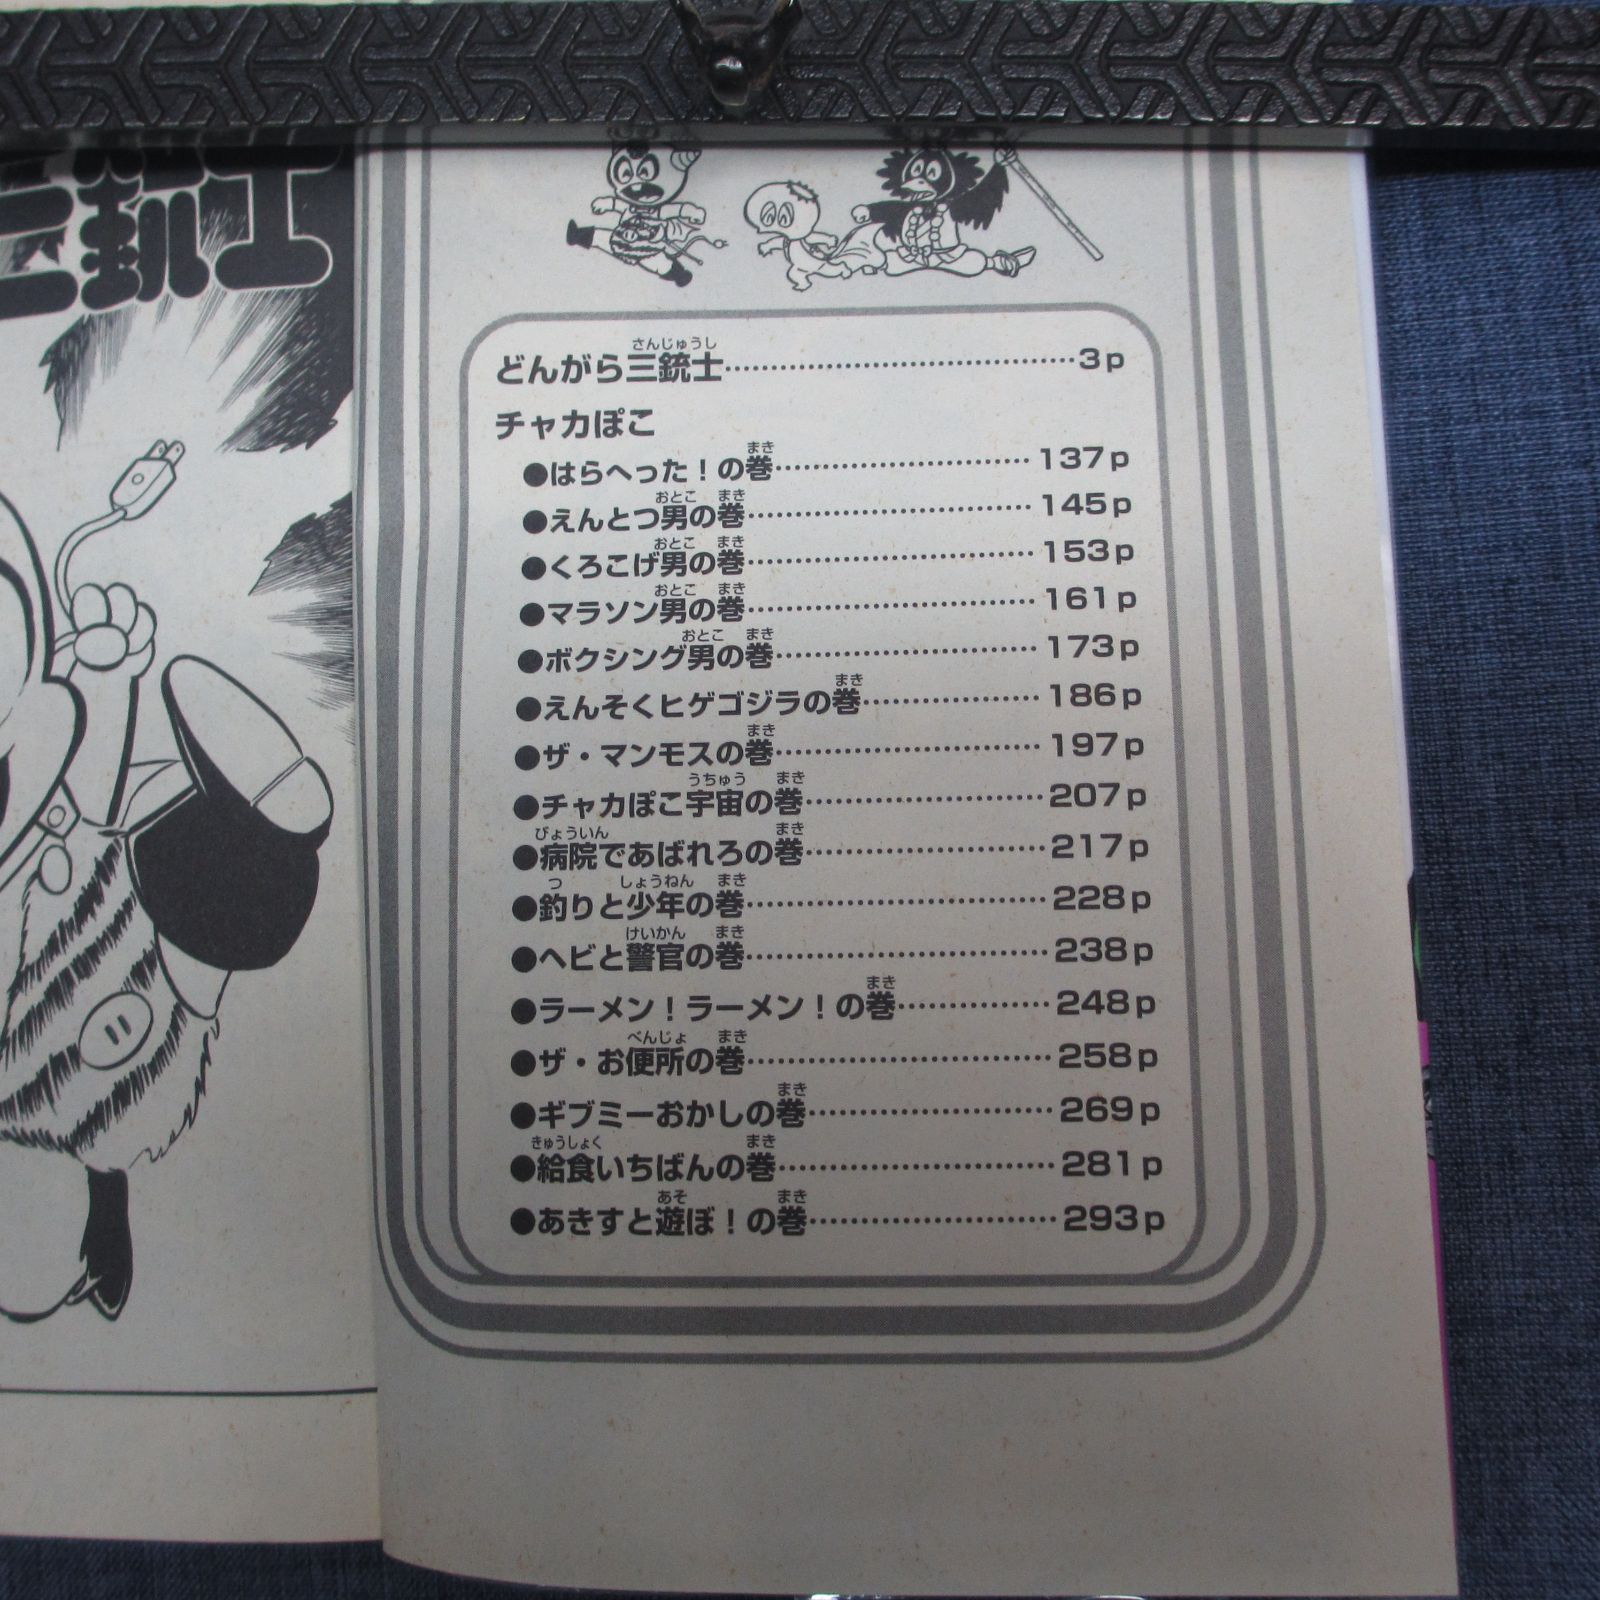 三銃士
どんがら三銃士…………………………3p
チャカぽこ
●はらへった！の巻…………………137p
●えんとつ男の巻…………………145p
●くろこげ男の巻…………………153p
●マラソン男の巻…………………161p
●ボクシング男の巻…………………173p
●えんそくヒゲゴジラの巻…………186p
●ザ・マンモスの巻…………………197p
●チャカぽこ宇宙の巻………………207p
●病院であばれろの巻………………217p
●釣りと少年の巻……………………228p
●ヘビと警官の巻……………………238p
●ラーメン！ラーメン！の巻………248p
●ザ・お便所の巻……………………258p
●ギブミーおかしの巻………………269p
●給食いちばんの巻…………………281p
●あきすと遊ぼ！の巻………………293p